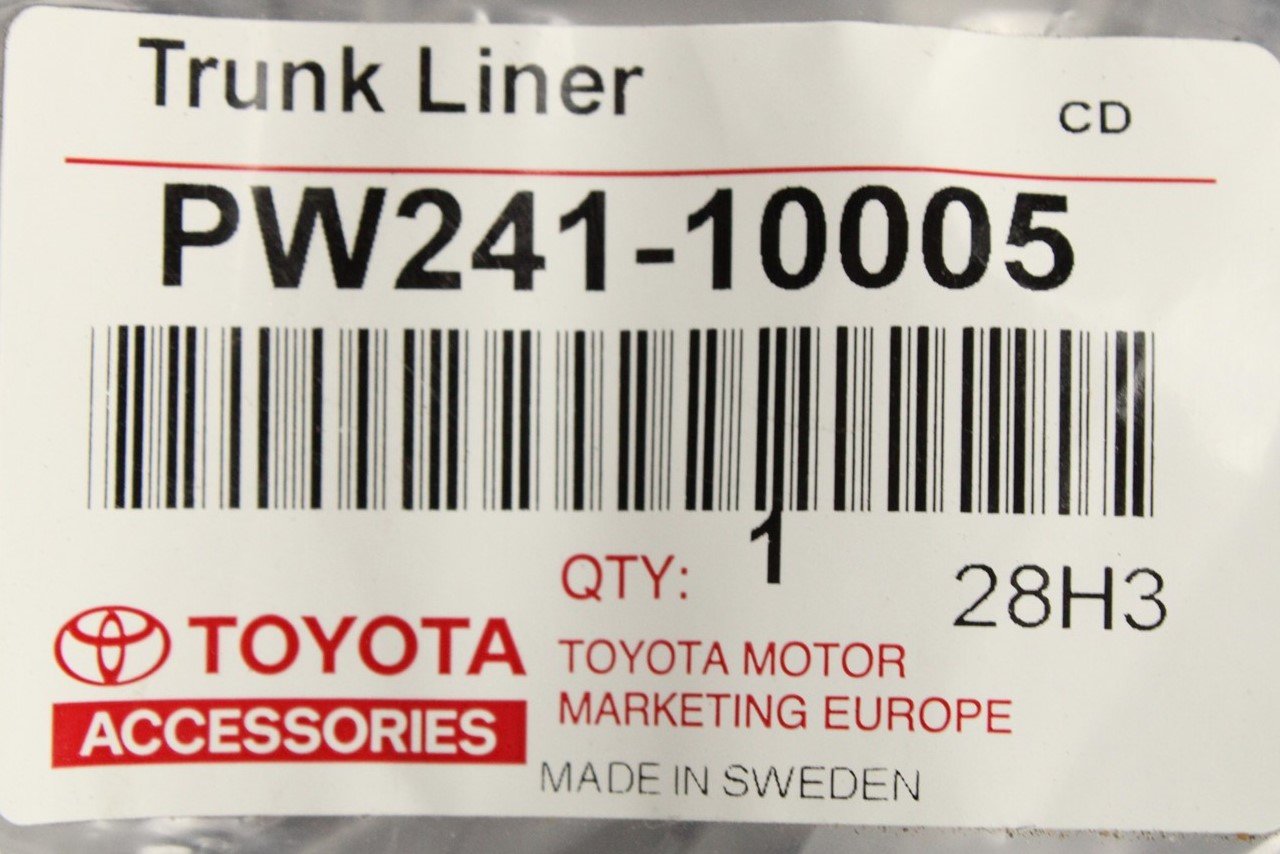 Trunk Liner
CD
PW241-10005
QTY: 1
28H3
TOYOTA
ACCESSORIES
TOYOTA MOTOR
MARKETING EUROPE
MADE IN SWEDEN